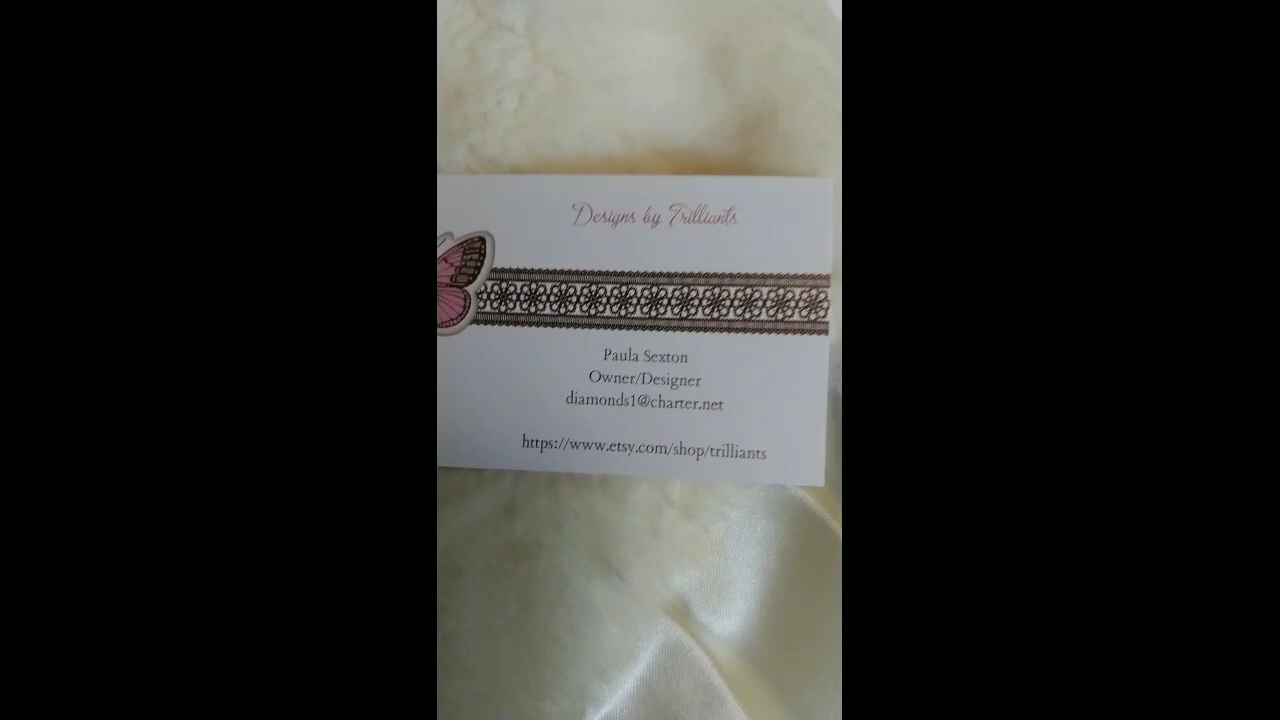 Designs by Trilliants
Paula Sexton
Owner/Designer
diamonds1@charter.net
https://www.etsy.com/shop/trilliants